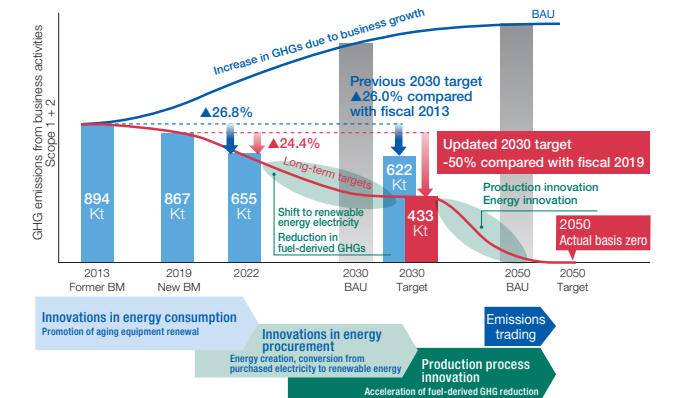 GHG emissions from business activities
Scope 1 + 2
Increase in GHGs due to business growth
BAU
Previous 2030 target
▲26.0% compared
with fiscal 2013
▲26.8%
▲24.4%
Long-term targets
Updated 2030 target
-50% compared with fiscal 2019
Production innovation
Energy innovation
894
Kt
867
Kt
655
Kt
622
Kt
433
Kt
Shift to renewable
energy electricity
Reduction in
fuel-derived GHGs
2050
Actual basis zero
2013
Former BM
2019
New BM
2022
2030
BAU
2030
Target
2050
BAU
2050
Target
Innovations in energy consumption
Promotion of aging equipment renewal
Innovations in energy
procurement
Energy creation, conversion from
purchased electricity to renewable energy
Emissions
trading
Production process
innovation
Acceleration of fuel-derived GHG reduction